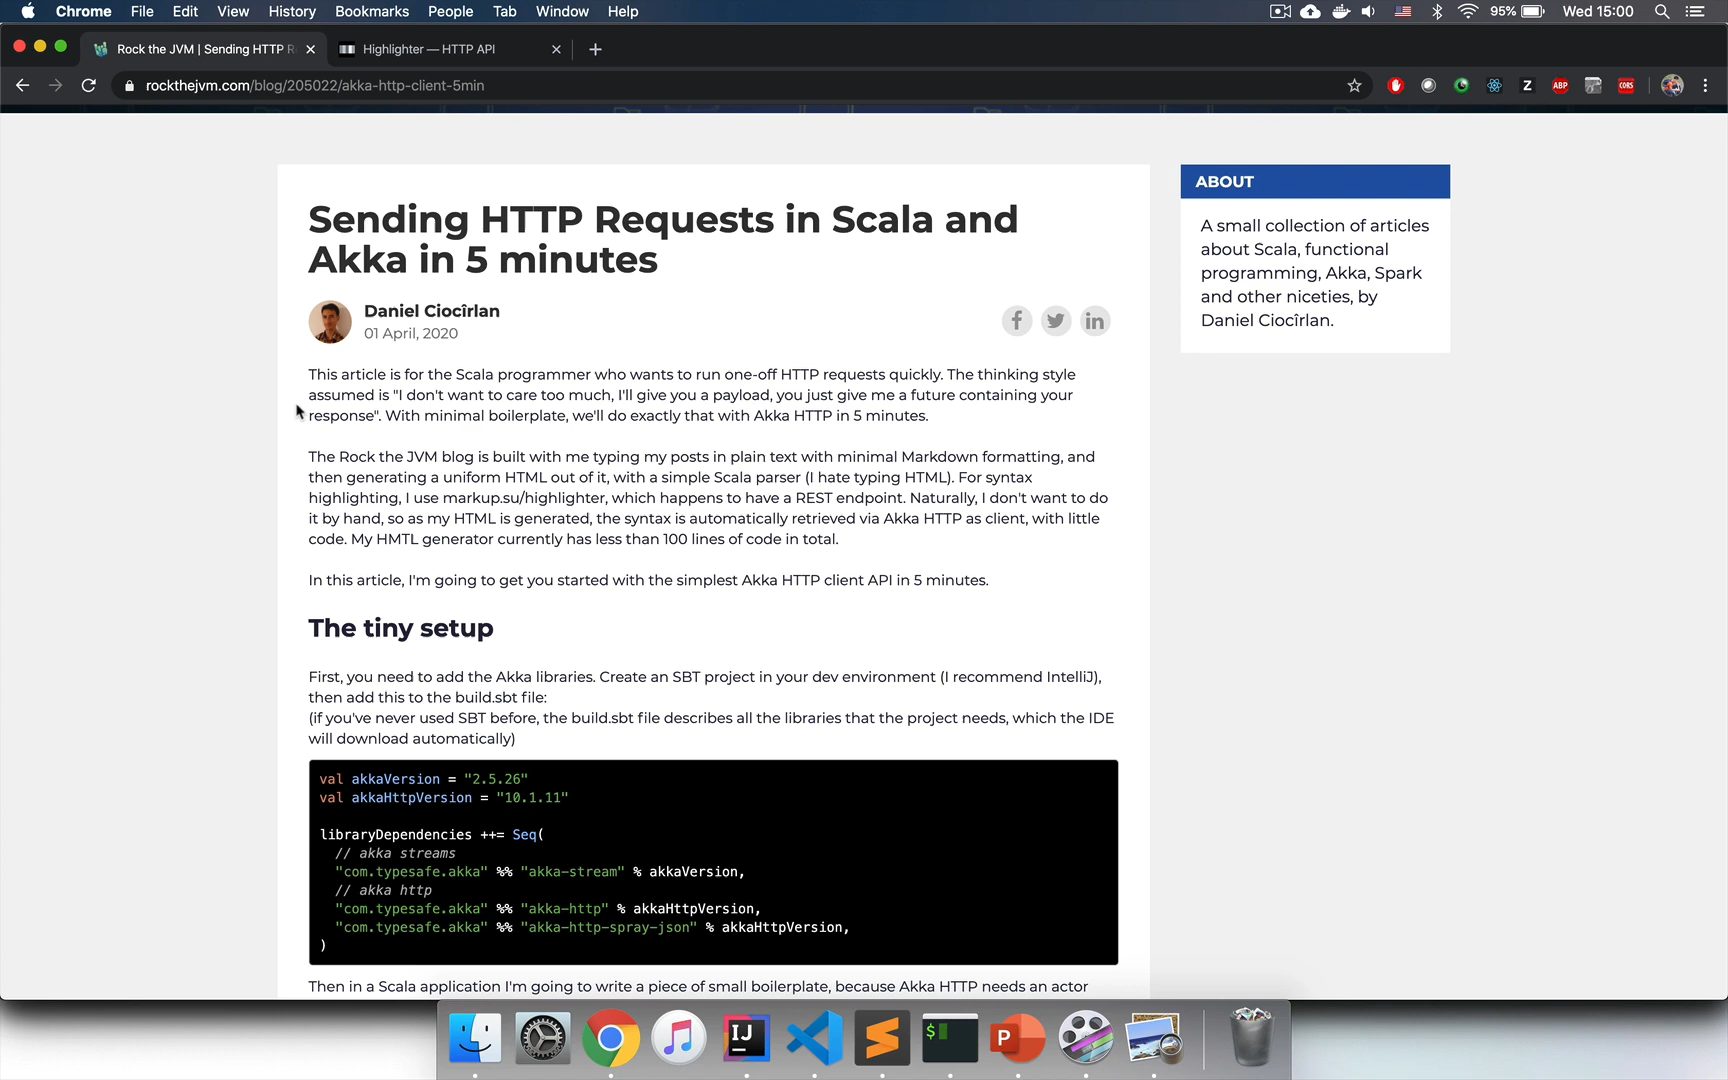 Chrome File Edit View History Bookmarks People Tab Window Help 95% Wed 15:00
Rock the JVM | Sending HTTP R Highlighter — HTTP API
rockthejvm.com/blog/205022/akka-http-client-5min
Z ABP CORS
Sending HTTP Requests in Scala and
Akka in 5 minutes
Daniel Ciocîrlan
01 April, 2020
This article is for the Scala programmer who wants to run one-off HTTP requests quickly. The thinking style
assumed is "I don't want to care too much, I'll give you a payload, you just give me a future containing your
response". With minimal boilerplate, we'll do exactly that with Akka HTTP in 5 minutes.
The Rock the JVM blog is built with me typing my posts in plain text with minimal Markdown formatting, and
then generating a uniform HTML out of it, with a simple Scala parser (I hate typing HTML). For syntax
highlighting, I use markup.su/highlighter, which happens to have a REST endpoint. Naturally, I don't want to do
it by hand, so as my HTML is generated, the syntax is automatically retrieved via Akka HTTP as client, with little
code. My HMTL generator currently has less than 100 lines of code in total.
In this article, I'm going to get you started with the simplest Akka HTTP client API in 5 minutes.
The tiny setup
First, you need to add the Akka libraries. Create an SBT project in your dev environment (I recommend IntelliJ),
then add this to the build.sbt file:
(if you've never used SBT before, the build.sbt file describes all the libraries that the project needs, which the IDE
will download automatically)
val akkaVersion = "2.5.26"
val akkaHttpVersion = "10.1.11"
libraryDependencies ++= Seq(
// akka streams
"com.typesafe.akka" %% "akka-stream" % akkaVersion,
// akka http
"com.typesafe.akka" %% "akka-http" % akkaHttpVersion,
"com.typesafe.akka" %% "akka-http-spray-json" % akkaHttpVersion,
)
Then in a Scala application I'm going to write a piece of small boilerplate, because Akka HTTP needs an actor
ABOUT
A small collection of articles
about Scala, functional
programming, Akka, Spark
and other niceties, by
Daniel Ciocîrlan.
IJ $ P